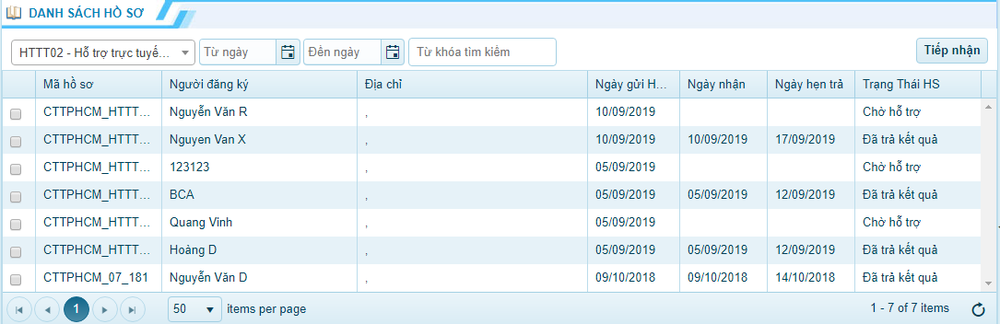 DANH SÁCH HỒ SƠ
HTTT02 - Hỗ trợ trực tuyế... Từ ngày Đến ngày Từ khóa tìm kiếm Tiếp nhận
Mã hồ sơ Người đăng ký Địa chỉ Ngày gửi H... Ngày nhận Ngày hẹn trả Trạng Thái HS
CTTPHCM_HTTT... Nguyễn Văn R , 10/09/2019 Chờ hỗ trợ
CTTPHCM_HTTT... Nguyen Van X , 10/09/2019 10/09/2019 17/09/2019 Đã trả kết quả
CTTPHCM_HTTT... 123123 , 05/09/2019 Chờ hỗ trợ
CTTPHCM_HTTT... BCA , 05/09/2019 05/09/2019 12/09/2019 Đã trả kết quả
CTTPHCM_HTTT... Quang Vinh , 05/09/2019 Chờ hỗ trợ
CTTPHCM_HTTT... Hoàng D , 05/09/2019 05/09/2019 12/09/2019 Đã trả kết quả
CTTPHCM_07_181 Nguyễn Văn D , 09/10/2018 09/10/2018 14/10/2018 Đã trả kết quả
1 50 items per page 1 - 7 of 7 items